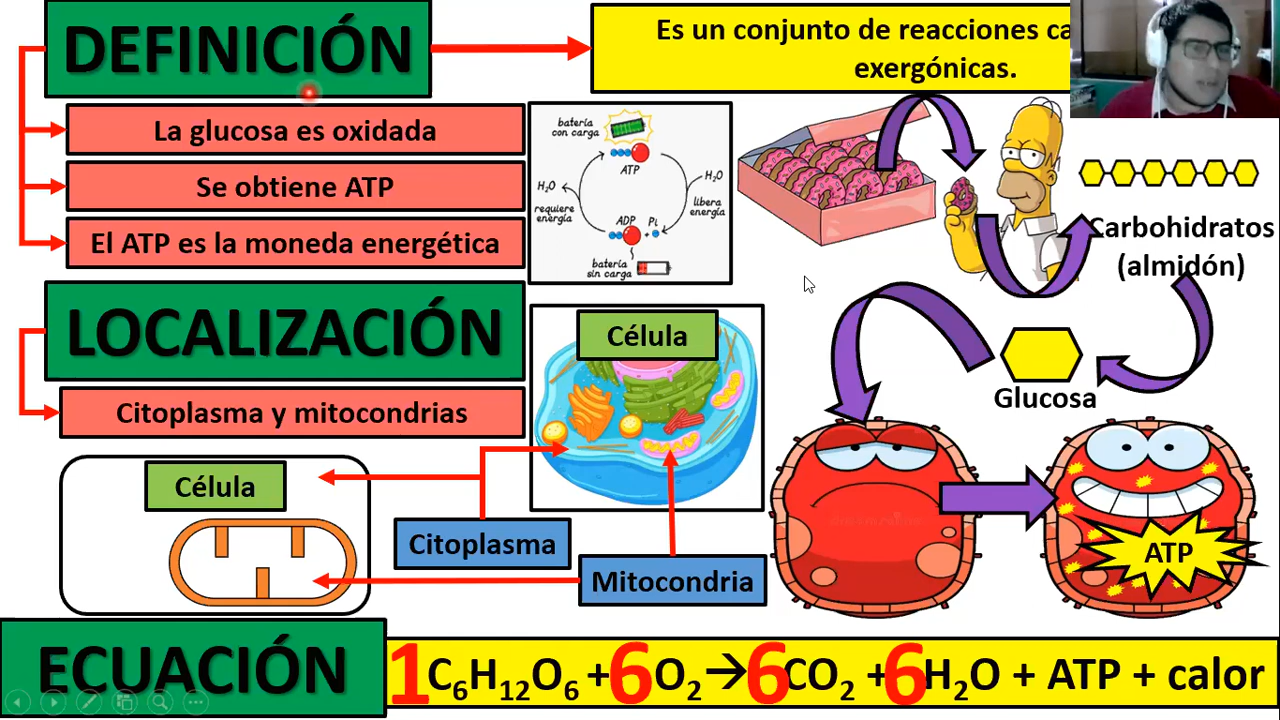 DEFINICIÓN
Es un conjunto de reacciones
exergónicas.
La glucosa es oxidada
Se obtiene ATP
El ATP es la moneda energética
batería
con carga
ATP
H₂O
requiere
energía
H₂O
libera
energía
ADP + Pi
batería
sin carga
Carbohidratos
(almidón)
Glucosa
LOCALIZACIÓN
Citoplasma y mitocondrias
Célula
Célula
Citoplasma
Mitocondria
ATP
ECUACIÓN
1C₆H₁₂O₆ + 6O₂ → 6CO₂ + 6H₂O + ATP + calor